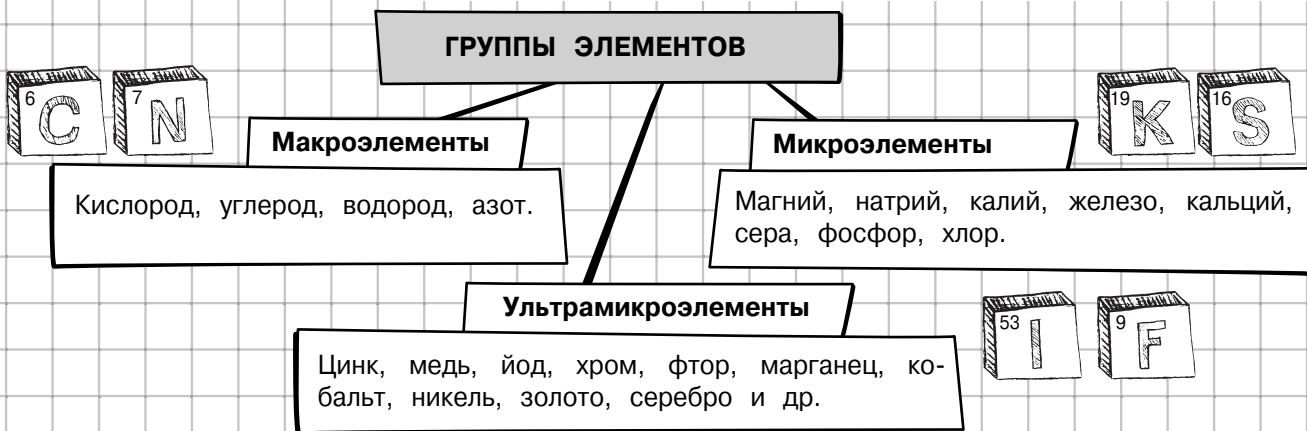 ГРУППЫ ЭЛЕМЕНТОВ
6
C
7
N
19
K
16
S
Макроэлементы
Кислород, углерод, водород, азот.
Микроэлементы
Магний, натрий, калий, железо, кальций,
сера, фосфор, хлор.
Ультрамикроэлементы
Цинк, медь, йод, хром, фтор, марганец, ко-
бальт, никель, золото, серебро и др.
53
I
9
F